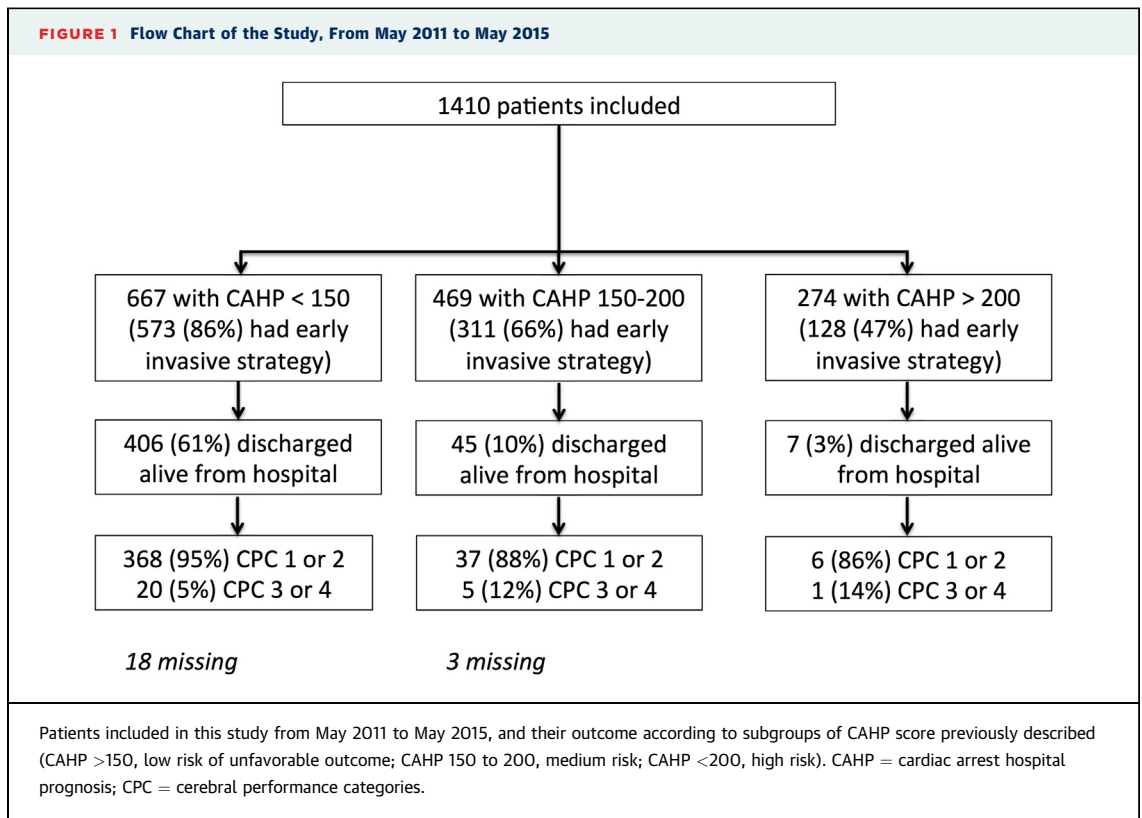 FIGURE 1 Flow Chart of the Study, From May 2011 to May 2015
1410 patients included
667 with CAHP < 150
(573 (86%) had early
invasive strategy)
469 with CAHP 150-200
(311 (66%) had early
invasive strategy)
274 with CAHP > 200
(128 (47%) had early
invasive strategy)
406 (61%) discharged
alive from hospital
45 (10%) discharged
alive from hospital
7 (3%) discharged alive
from hospital
368 (95%) CPC 1 or 2
20 (5%) CPC 3 or 4
37 (88%) CPC 1 or 2
5 (12%) CPC 3 or 4
6 (86%) CPC 1 or 2
1 (14%) CPC 3 or 4
18 missing
3 missing
Patients included in this study from May 2011 to May 2015, and their outcome according to subgroups of CAHP score previously described
(CAHP >150, low risk of unfavorable outcome; CAHP 150 to 200, medium risk; CAHP <200, high risk). CAHP = cardiac arrest hospital
prognosis; CPC = cerebral performance categories.